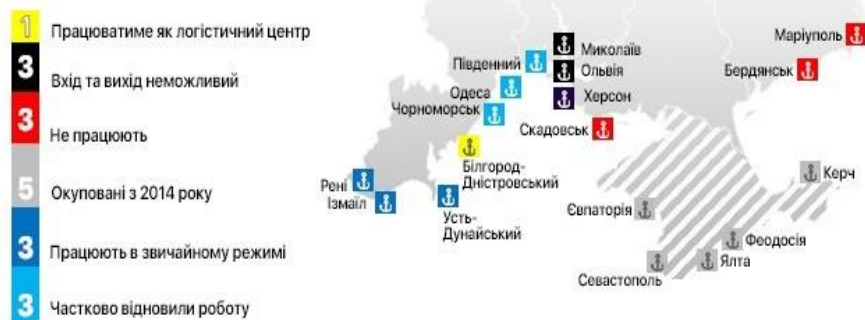 1 Працюватиме як логістичний центр
3 Вхід та вихід неможливий
3 Не працюють
5 Окуповані з 2014 року
3 Працюють в звичайному режимі
3 Частково відновили роботу
Маріуполь
Миколаїв
Південний
Ольвія
Бердянськ
Одеса
Херсон
Чорноморськ
Скадовськ
Білгород-
Дністровський
Керч
Рені
Ізмаїл
Євпаторія
Усть-
Дунайський
Феодосія
Ялта
Севастополь